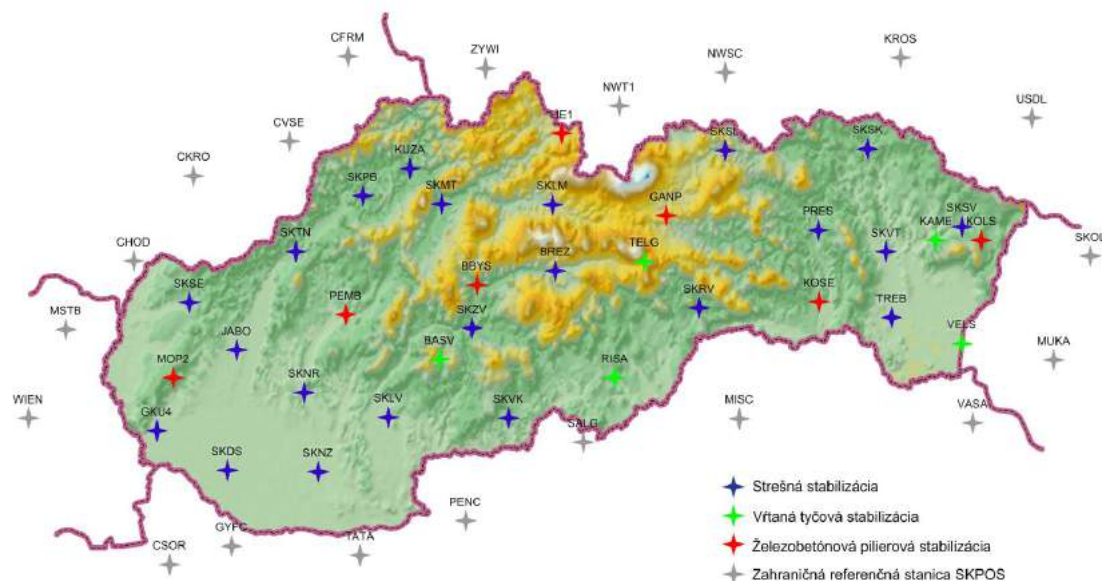 CFRM
KROS
ZYWI
NWSC
NWT1
USDL
LIE1
CVSE
SKSL
SKSK
KUZA
CKRO
SKPB
SKMT
SKLM
GANP
PRES
SKSV
KAME
KOLS
SKTN
SKVT
CHOD
TELG
SKOL
BREZ
BBYS
SKSE
PEMB
SKRV
KOSE
MSTB
TREB
SKZV
JABO
BASV
VELS
MOP2
RISA
MUKA
SKNR
WIEN
SKLV
SKVK
MISC
VASA
GKU4
SALG
SKDS
SKNZ
Strešná stabilizácia
PENC
Vŕtaná tyčová stabilizácia
GYFC
TATA
Železobetónová pilierová stabilizácia
CSOR
Zahraničná referenčná stanica SKPOS